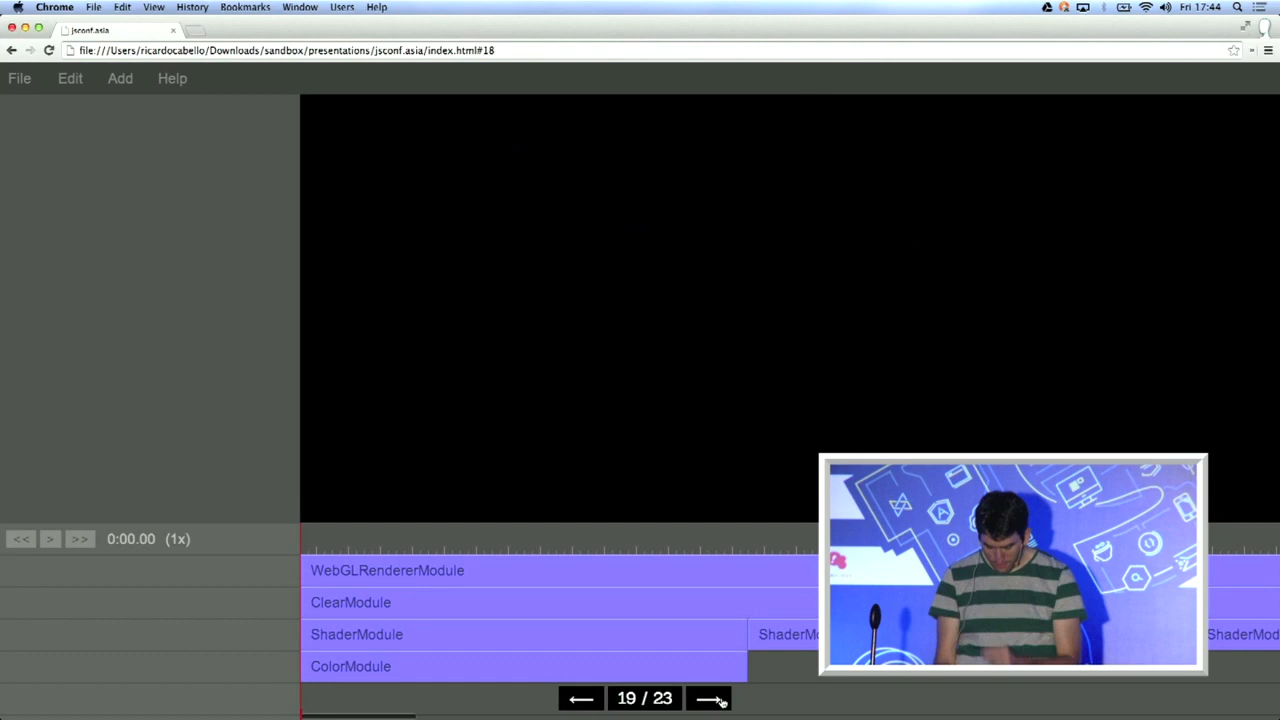 Chrome File Edit View History Bookmarks Window Users Help Fri 17:44
jsconf.asia
file:///Users/ricardocabello/Downloads/sandbox/presentations/jsconf.asia/index.html#18
File Edit Add Help
<< > >> 0:00.00 (1x)
WebGLRendererModule
ClearModule
ShaderModule ShaderMo ShaderMod
ColorModule
19 / 23